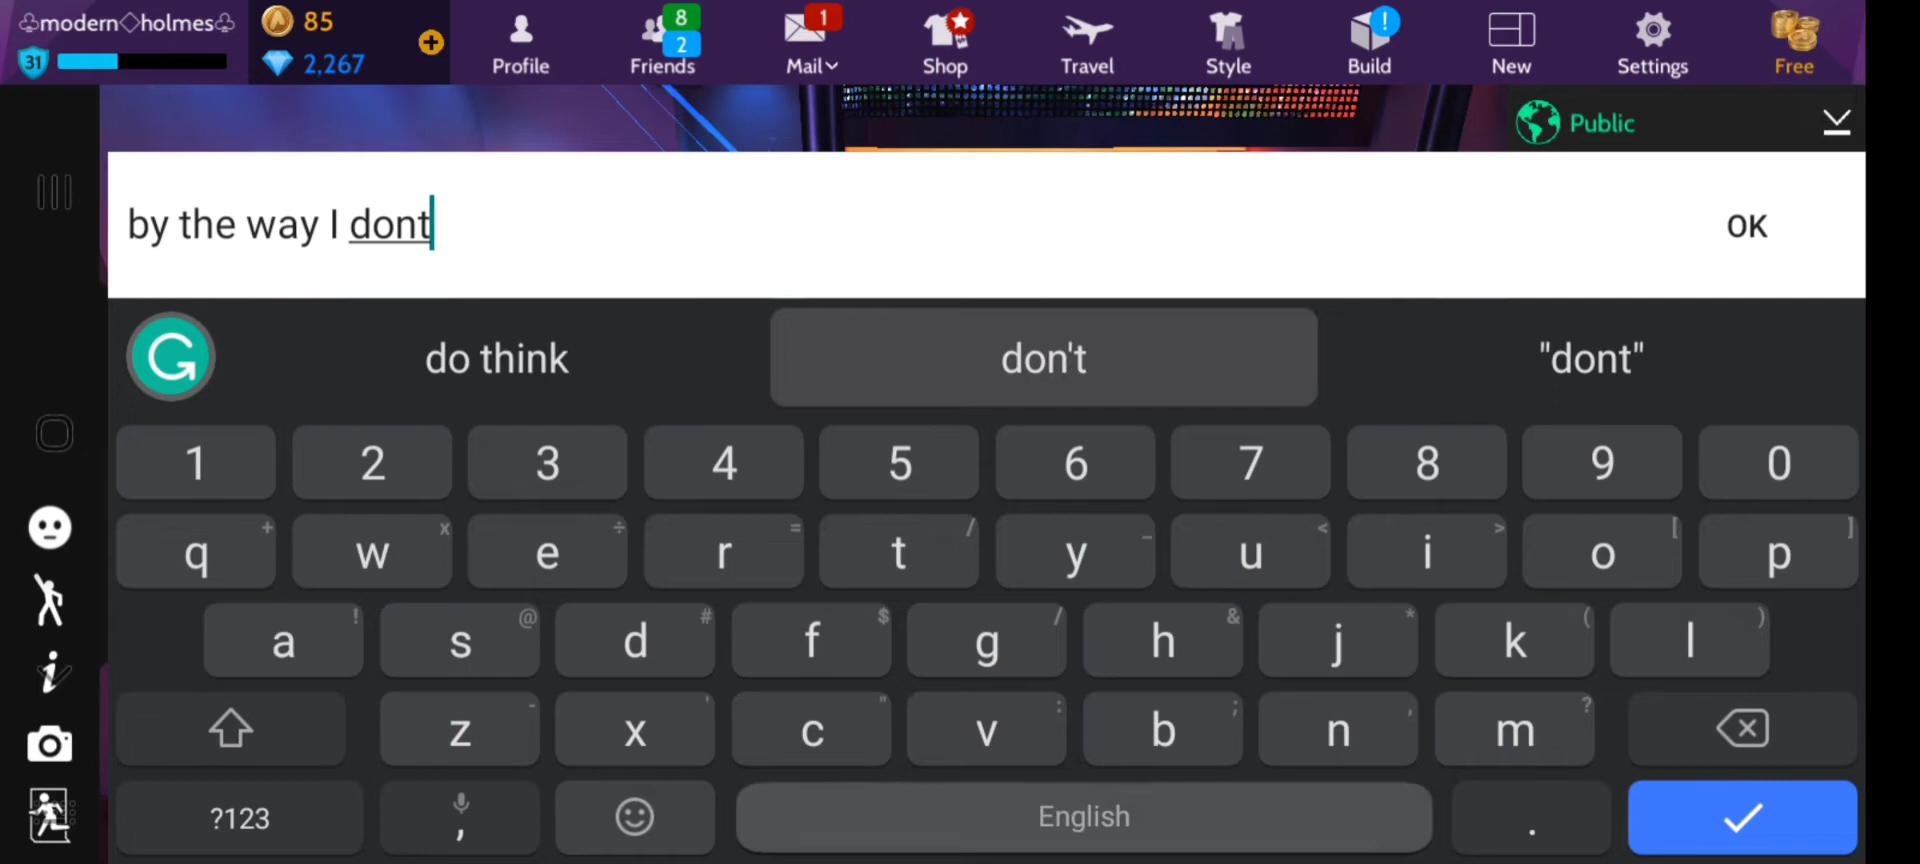 ♧modern◇holmes♧
31
85
2,267
Profile
8
2
Friends
1
Mail
Shop
Travel
Style
!
Build
New
Settings
Free
Public
by the way I dont
OK
do think
don't
"dont"
1 2 3 4 5 6 7 8 9 0
q + w x e ÷ r = t / y _ u < i > o [ p ]
a ! s @ d # f $ g / h & j * k ( l )
z - x ' c " v : b ; n , m ?
?123 , English .